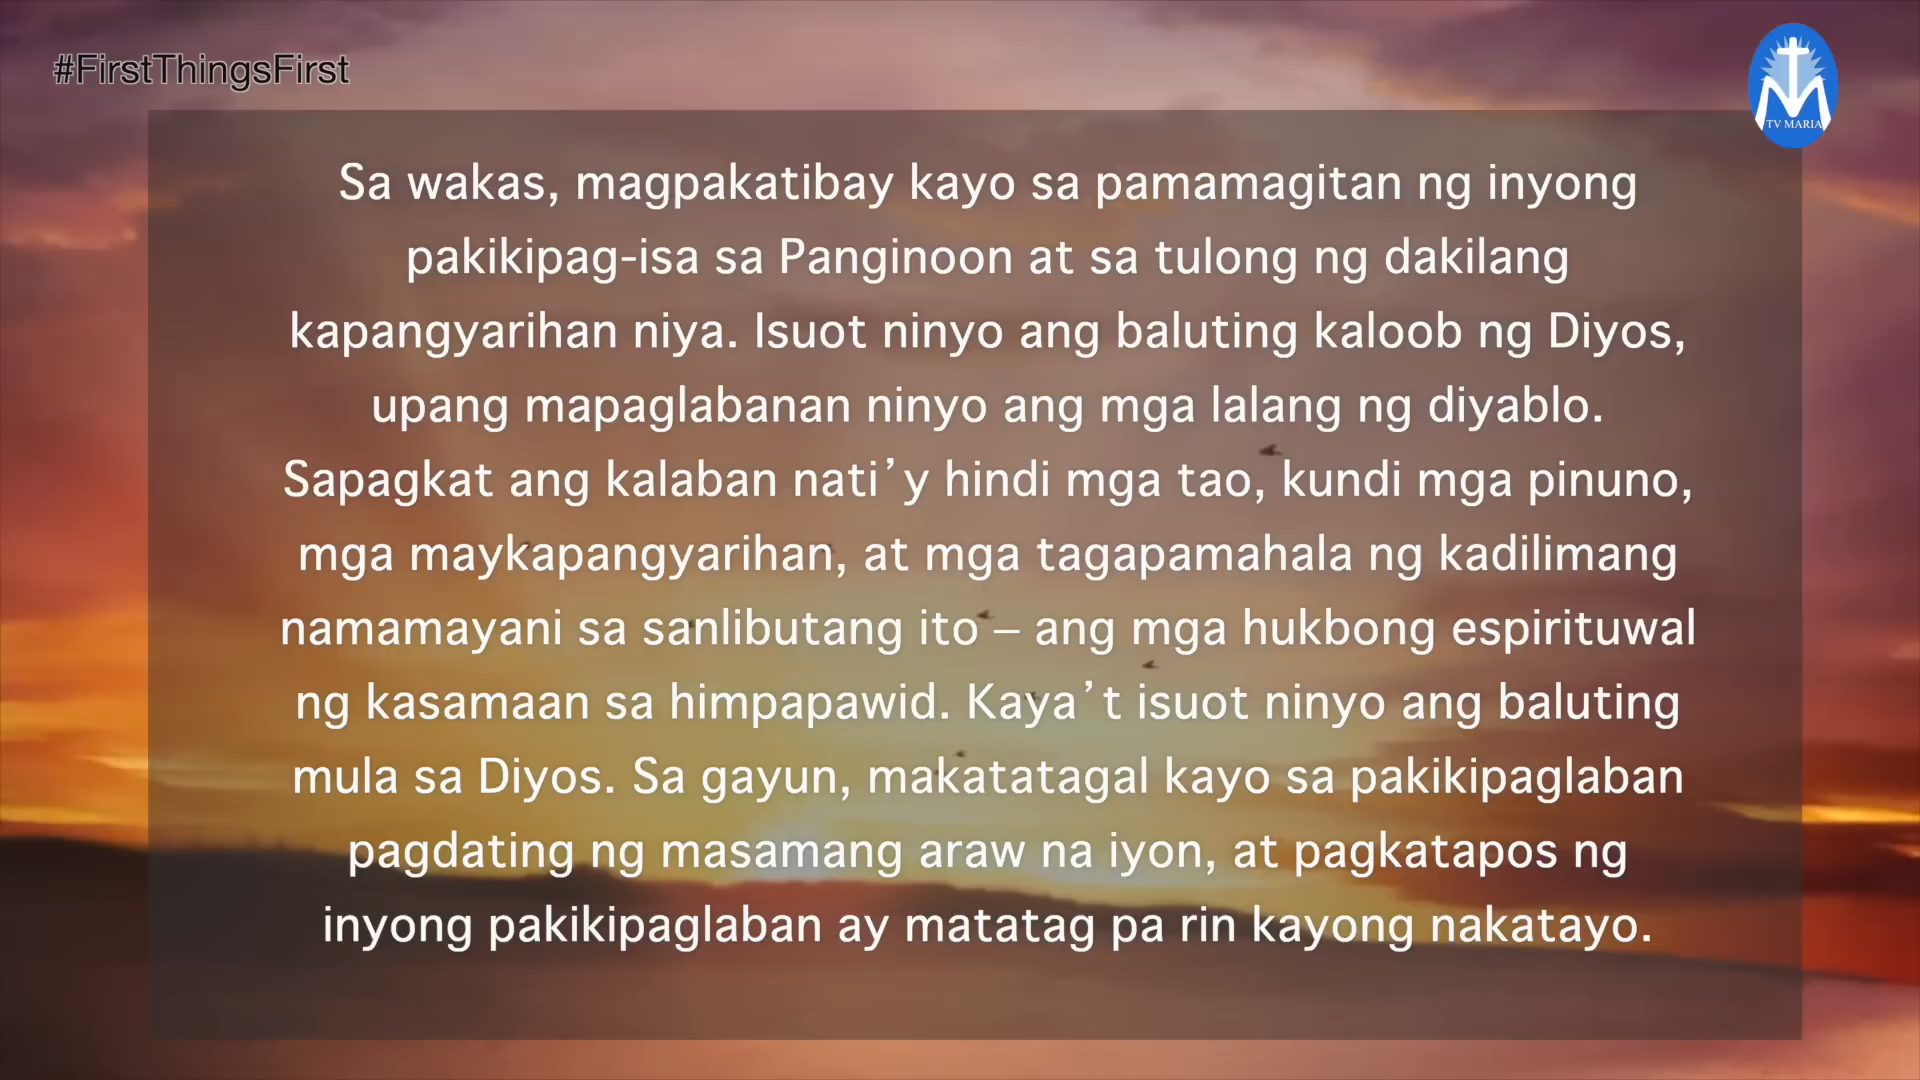 #FirstThingsFirst
TV MARIA
Sa wakas, magpakatibay kayo sa pamamagitan ng inyong
pakikipag-isa sa Panginoon at sa tulong ng dakilang
kapangyarihan niya. Isuot ninyo ang baluting kaloob ng Diyos,
upang mapaglabanan ninyo ang mga lalang ng diyablo.
Sapagkat ang kalaban nati’y hindi mga tao, kundi mga pinuno,
mga maykapangyarihan, at mga tagapamahala ng kadilimang
namamayani sa sanlibutang ito – ang mga hukbong espirituwal
ng kasamaan sa himpapawid. Kaya’t isuot ninyo ang baluting
mula sa Diyos. Sa gayun, makatatagal kayo sa pakikipaglaban
pagdating ng masamang araw na iyon, at pagkatapos ng
inyong pakikipaglaban ay matatag pa rin kayong nakatayo.